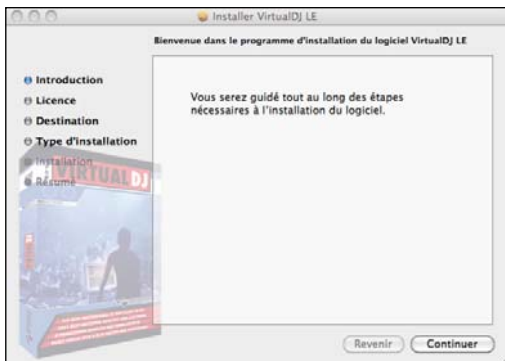 Installer VirtualDJ LE
Bienvenue dans le programme d'installation du logiciel VirtualDJ LE
Introduction
Licence
Destination
Type d'installation
Installation
Résumé
Vous serez guidé tout au long des étapes
nécessaires à l'installation du logiciel.
VIRTUAL DJ
Revenir
Continuer